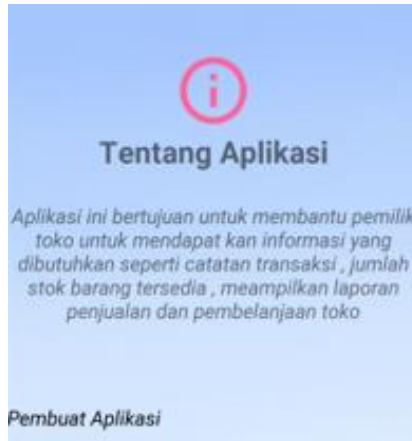 Tentang Aplikasi
Aplikasi ini bertujuan untuk membantu pemilik
toko untuk mendapat kan informasi yang
dibutuhkan seperti catatan transaksi , jumlah
stok barang tersedia , meampilkan laporan
penjualan dan pembelanjaan toko
Pembuat Aplikasi